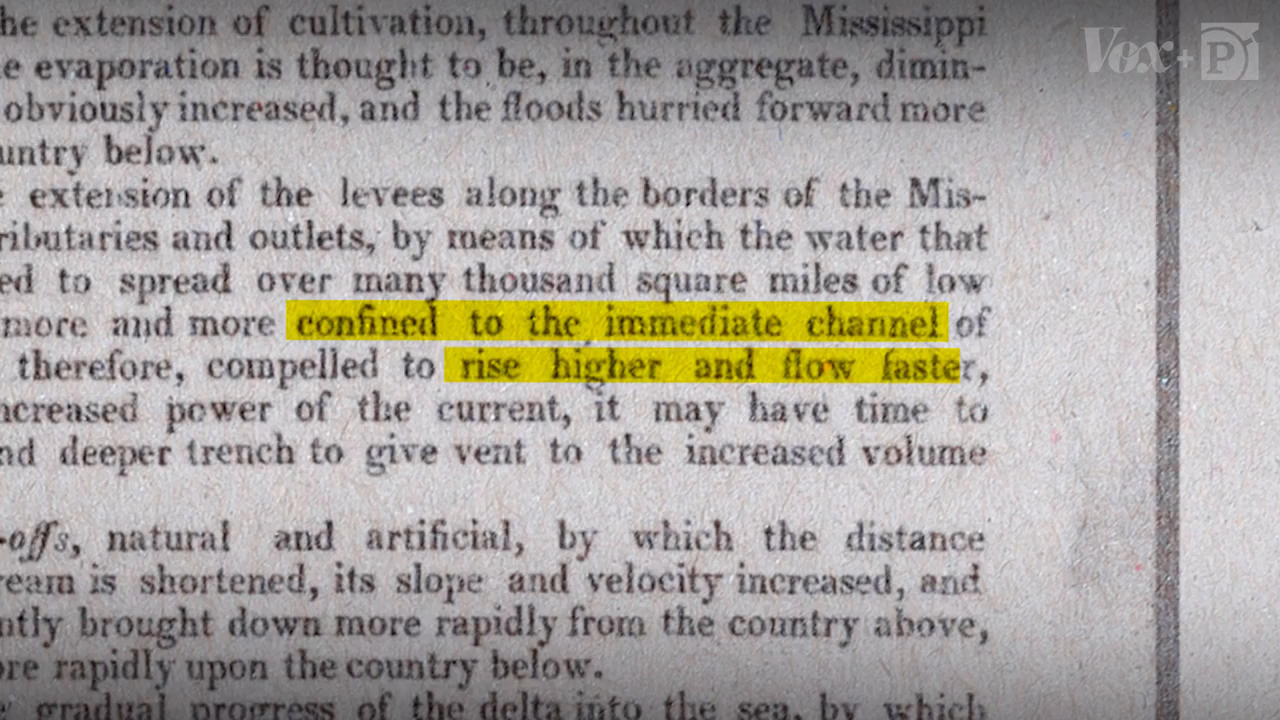 he extension of cultivation, throughout the Mississippi
e evaporation is thought to be, in the aggregate, dimin-
obviously increased, and the floods hurried forward more
untry below.
extension of the levees along the borders of the Mis-
ributaries and outlets, by means of which the water that
ed to spread over many thousand square miles of low
more and more confined to the immediate channel of
therefore, compelled to rise higher and flow faster,
ncreased power of the current, it may have time to
nd deeper trench to give vent to the increased volume
-offs, natural and artificial, by which the distance
ream is shortened, its slope and velocity increased, and
ntly brought down more rapidly from the country above,
ore rapidly upon the country below.
gradual progress of the delta into the sea, by which
Vox + P